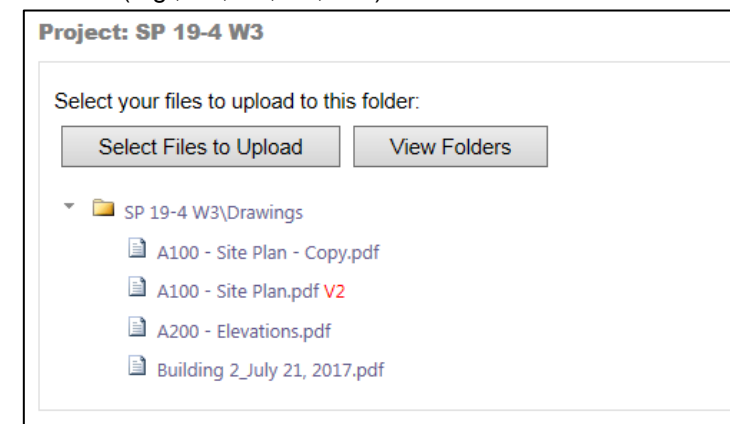 Project: SP 19-4 W3
Select your files to upload to this folder:
Select Files to Upload View Folders
SP 19-4 W3\Drawings
A100 - Site Plan - Copy.pdf
A100 - Site Plan.pdf V2
A200 - Elevations.pdf
Building 2_July 21, 2017.pdf